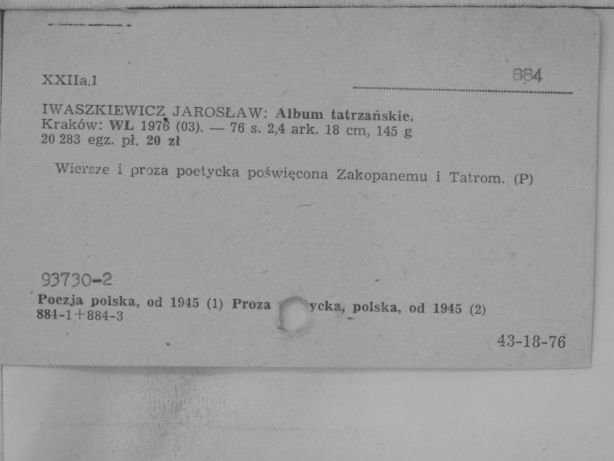 XXIIa,1
884
IWASZKIEWICZ JAROSŁAW: Album tatrzańskie.
Kraków: WL 1976 (03). — 76 s. 2,4 ark. 18 cm, 145 g
20 283 egz. pł. 20 zł
Wiersze i proza poetycka poświęcona Zakopanemu i Tatrom. (P)
93730-2
Poezja polska, od 1945 (1) Proza ycka, polska, od 1945 (2)
884-1+884-3
43-18-76